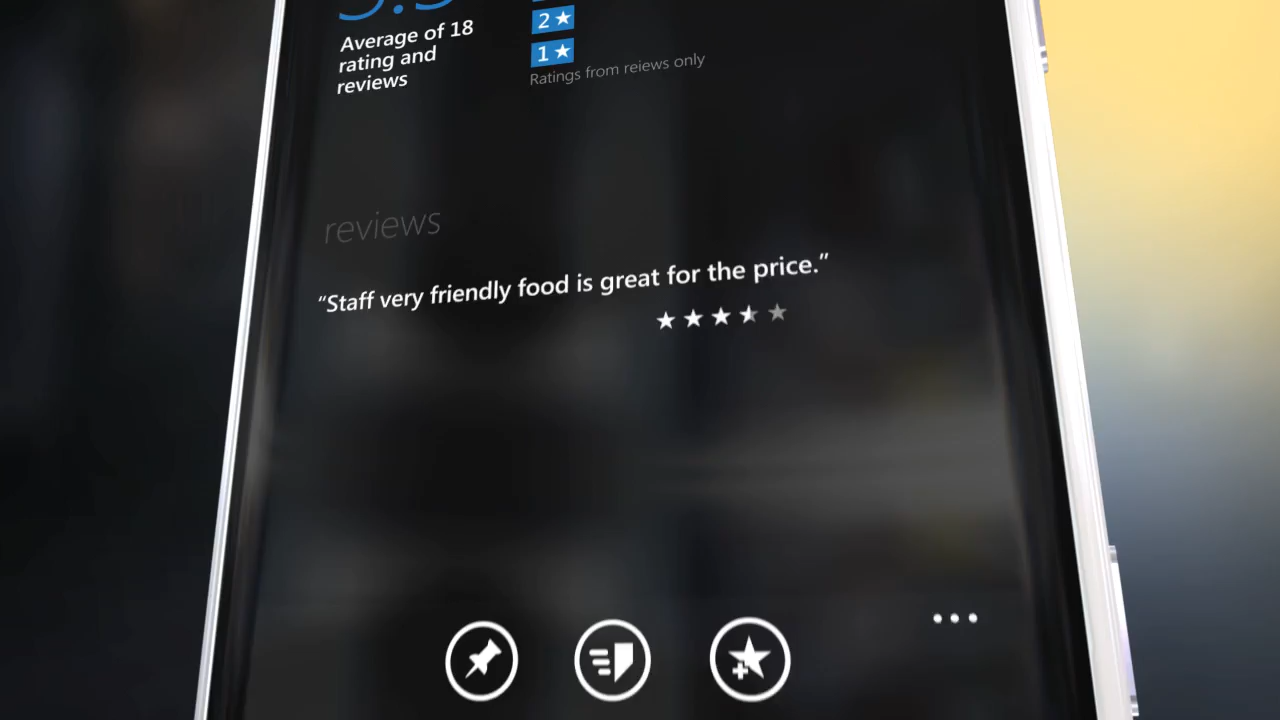 Average of 18
rating and
reviews
2★
1★
Ratings from reiews only
reviews
“Staff very friendly food is great for the price.”